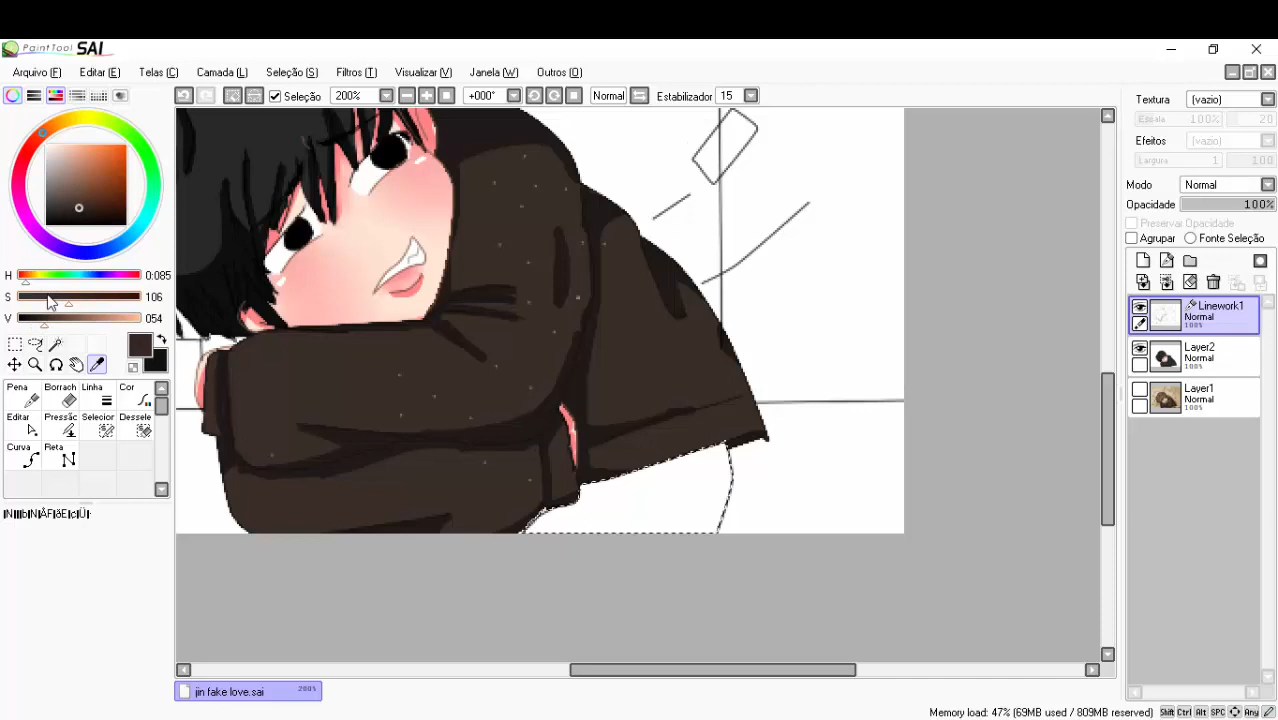 PaintTool SAI
Arquivo (F) Editar (E) Telas (C) Camada (L) Seleção (S) Filtros (T) Visualizar (V) Janela (W) Outros (O)
Seleção 200% +000° Normal Estabilizador 15
H 0:085
S 106
V 054
Pena Borrach Linha Cor
Editar Pressão Selecior Dessele
Curva Reta
Textura (vazio)
Escala 100% 20
Efeitos (vazio)
Largura 1 100
Modo Normal
Opacidade 100%
Preservar Opacidade
Agrupar Fonte Seleção
Linework1
Normal
100%
Layer2
Normal
100%
Layer1
Normal
100%
jin fake love.sai 200%
Memory load: 47% (69MB used / 809MB reserved) Shift Ctrl Alt SPC Any